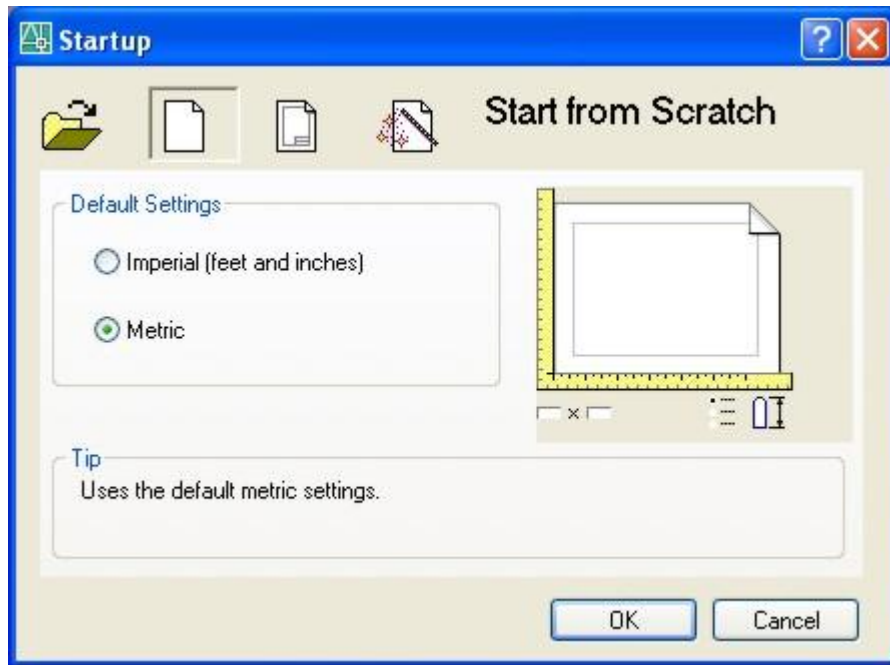 Startup
Start from Scratch
Default Settings
Imperial (feet and inches)
Metric
Tip
Uses the default metric settings.
OK
Cancel